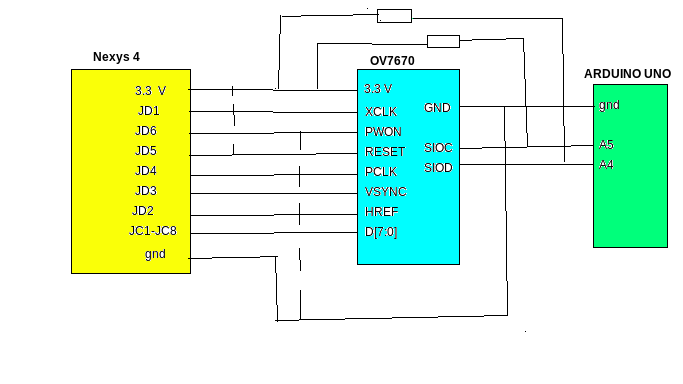 Nexys 4
OV7670
ARDUINO UNO
3.3 V
JD1
JD6
JD5
JD4
JD3
JD2
JC1-JC8
gnd
3.3 V
XCLK
PWON
RESET
PCLK
VSYNC
HREF
D[7:0]
GND
SIOC
SIOD
gnd
A5
A4